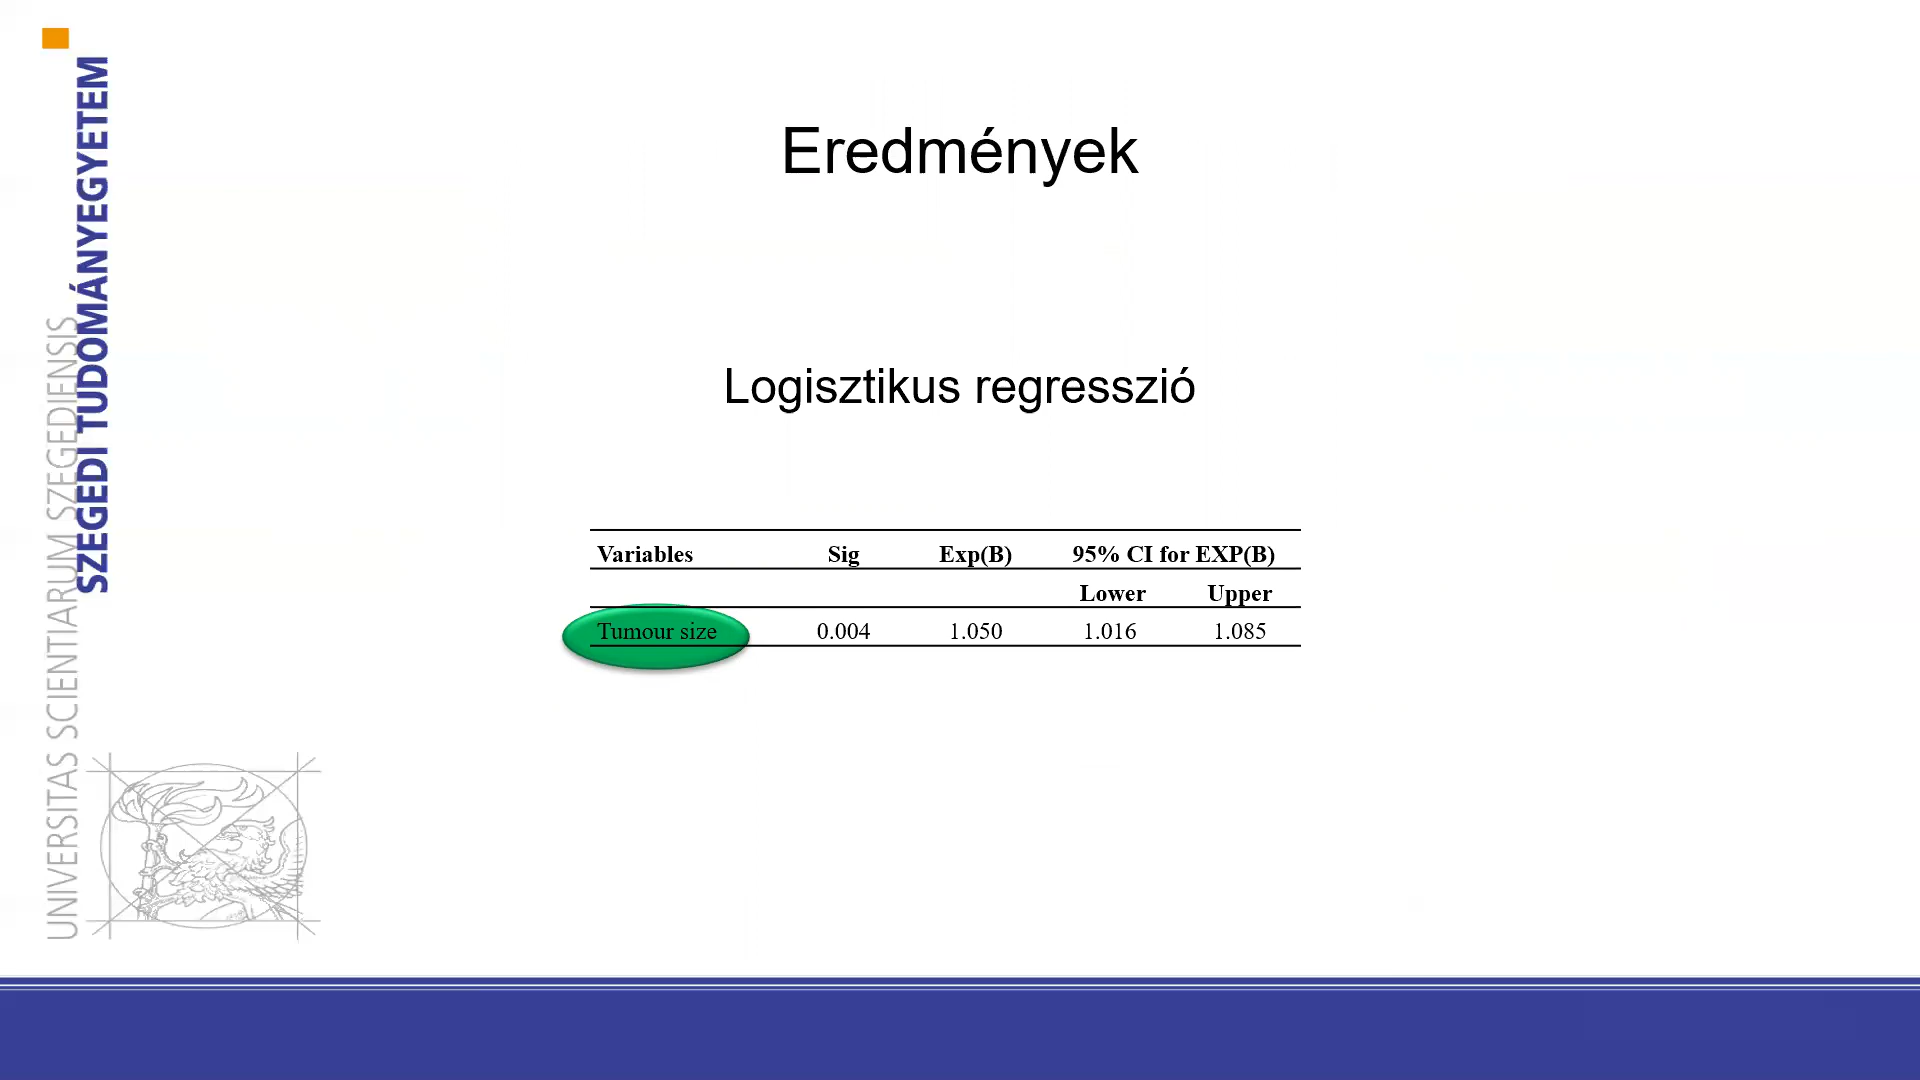 SZEGEDI TUDOMÁNYEGYETEM
UNIVERSITAS SCIENTIARUM SZEGEDIENSIS
Eredmények
Logisztikus regresszió
Variables Sig Exp(B) 95% CI for EXP(B)
Lower Upper
Tumour size 0.004 1.050 1.016 1.085